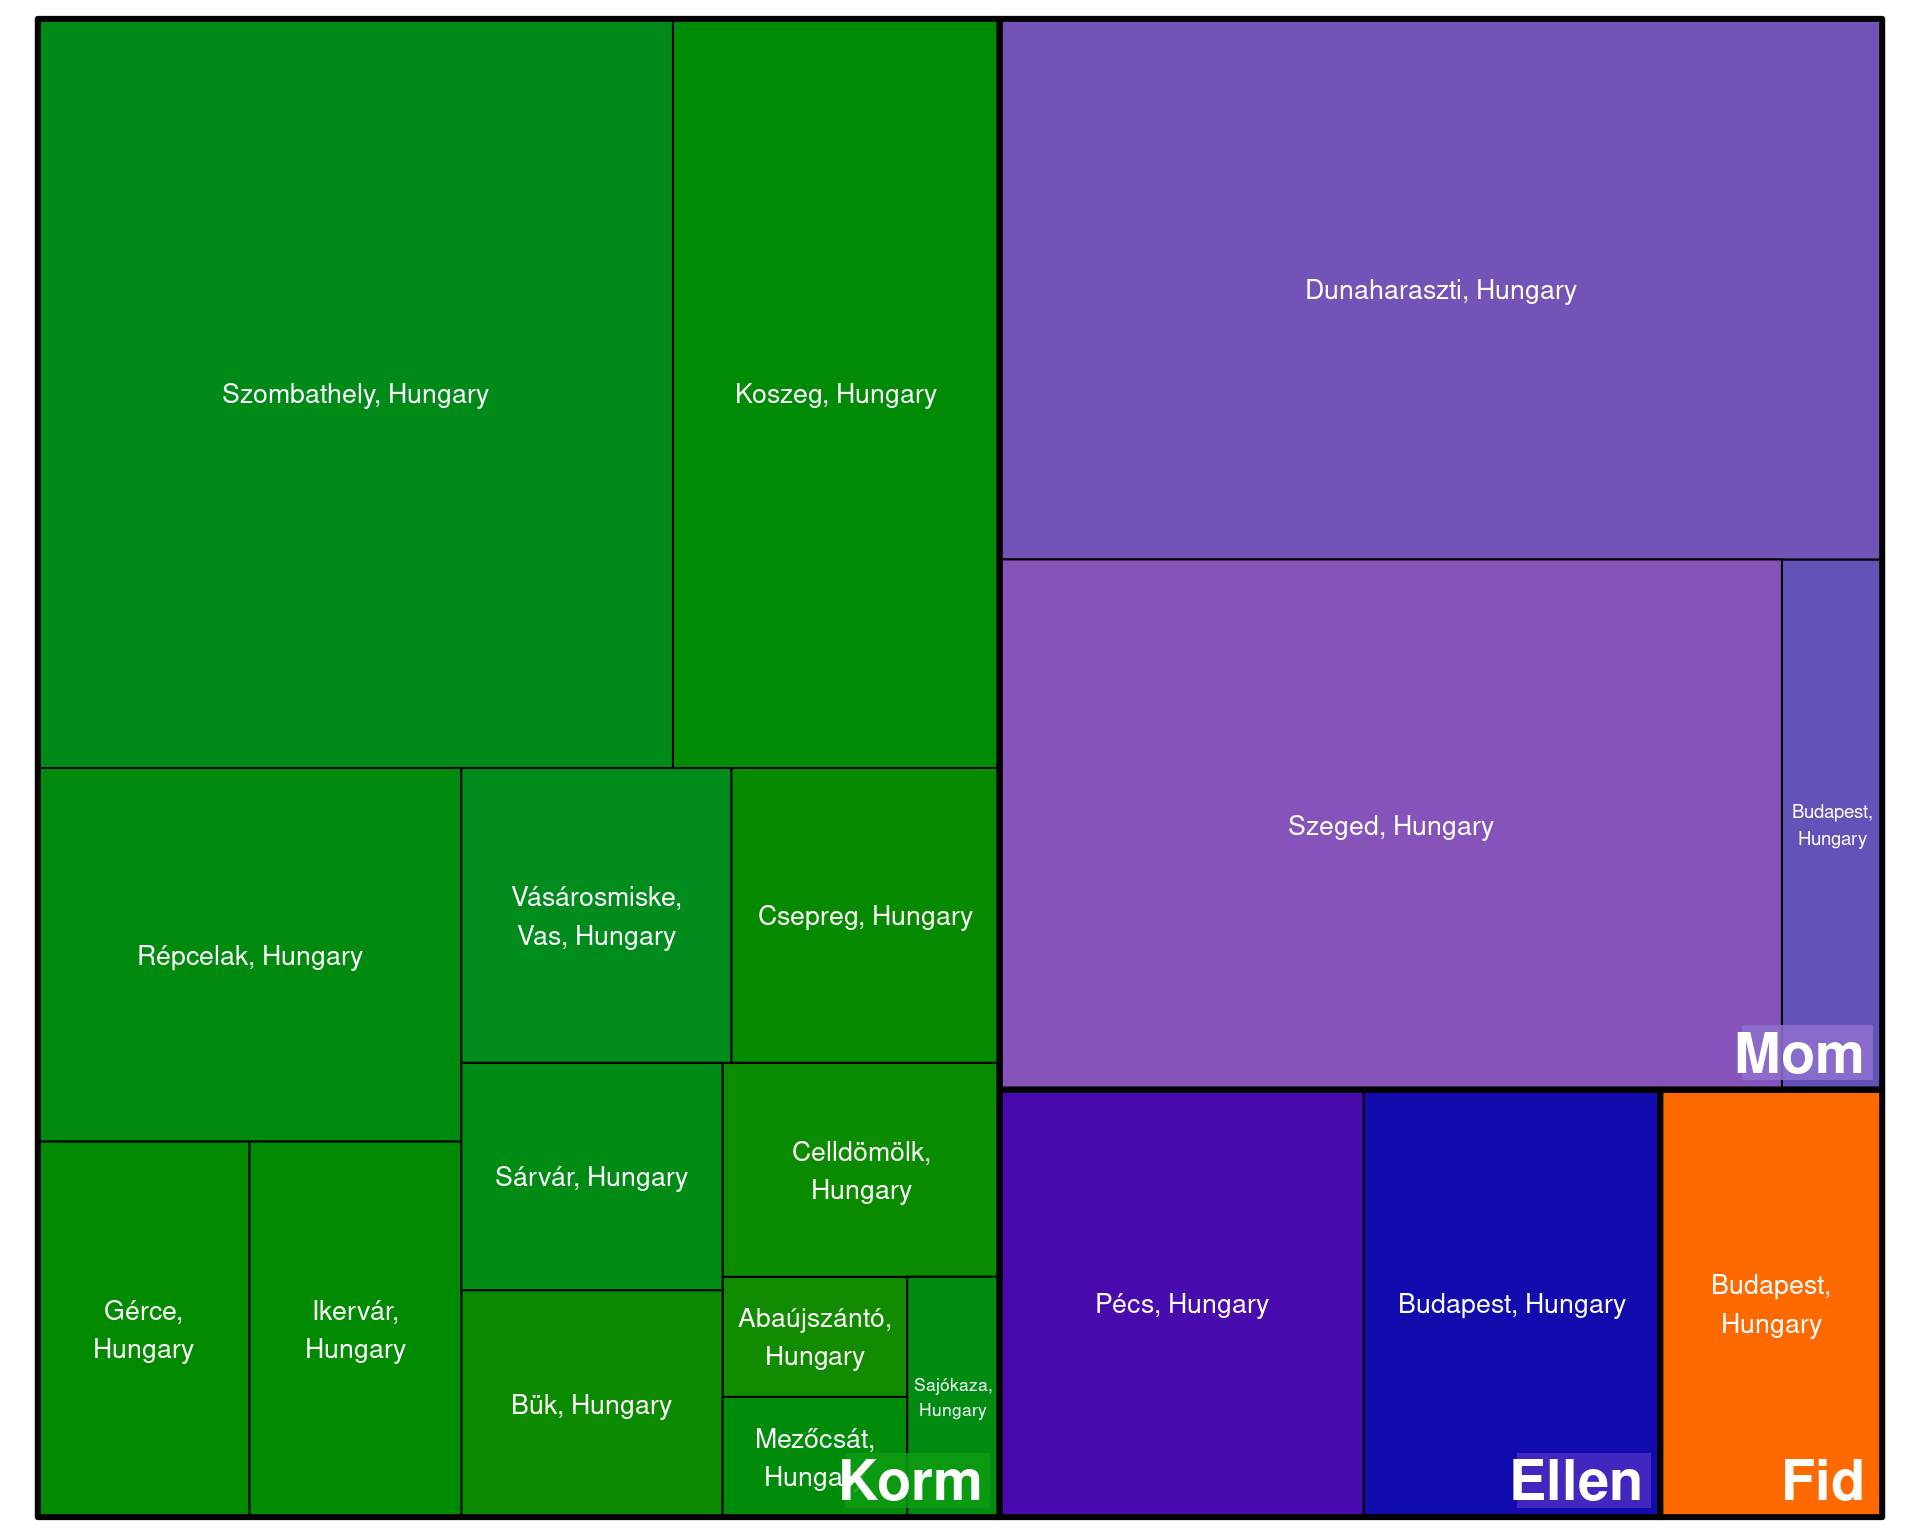 Szombathely, Hungary
Koszeg, Hungary
Répcelak, Hungary
Vásárosmiske,
Vas, Hungary
Csepreg, Hungary
Gérce,
Hungary
Ikervár,
Hungary
Sárvár, Hungary
Celldömölk,
Hungary
Bük, Hungary
Abaújszántó,
Hungary
Mezőcsát,
Hunga
Sajókaza,
Hungary
Korm
Dunaharaszti, Hungary
Szeged, Hungary
Budapest,
Hungary
Mom
Pécs, Hungary
Budapest, Hungary
Ellen
Budapest,
Hungary
Fid